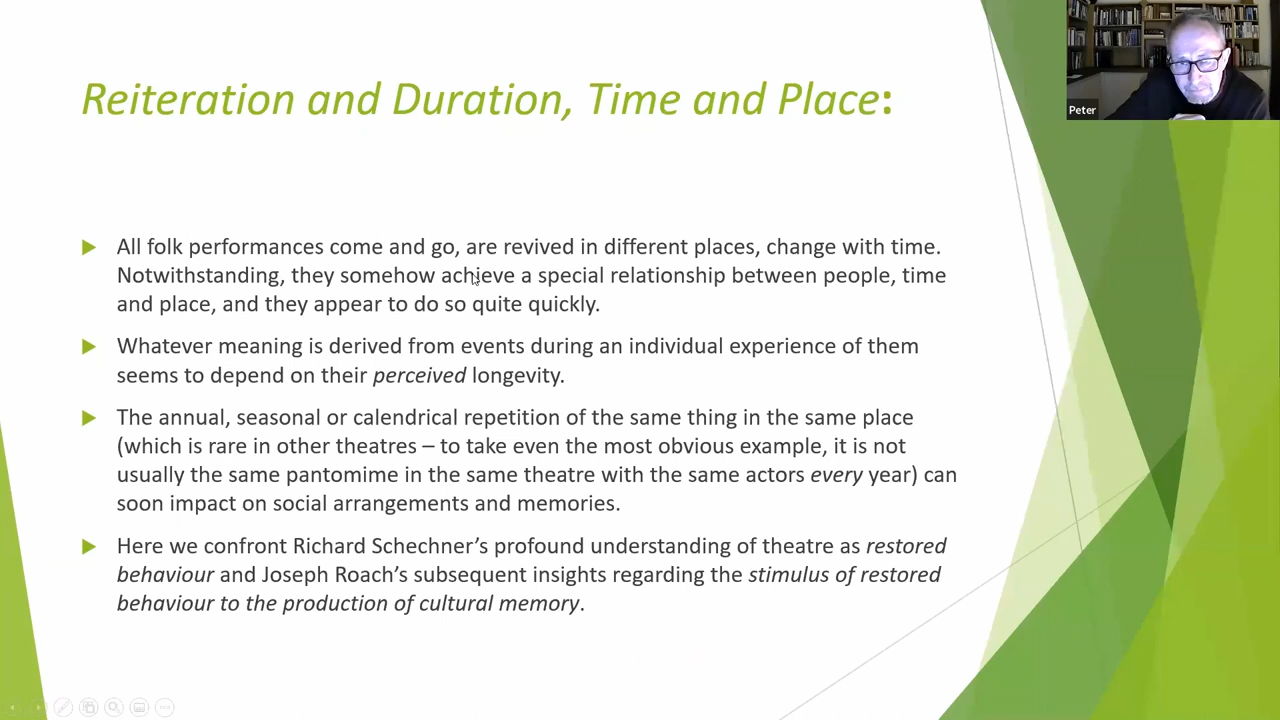 Reiteration and Duration, Time and Place:
Peter
All folk performances come and go, are revived in different places, change with time.
Notwithstanding, they somehow achieve a special relationship between people, time
and place, and they appear to do so quite quickly.
Whatever meaning is derived from events during an individual experience of them
seems to depend on their perceived longevity.
The annual, seasonal or calendrical repetition of the same thing in the same place
(which is rare in other theatres – to take even the most obvious example, it is not
usually the same pantomime in the same theatre with the same actors every year) can
soon impact on social arrangements and memories.
Here we confront Richard Schechner’s profound understanding of theatre as restored
behaviour and Joseph Roach’s subsequent insights regarding the stimulus of restored
behaviour to the production of cultural memory.